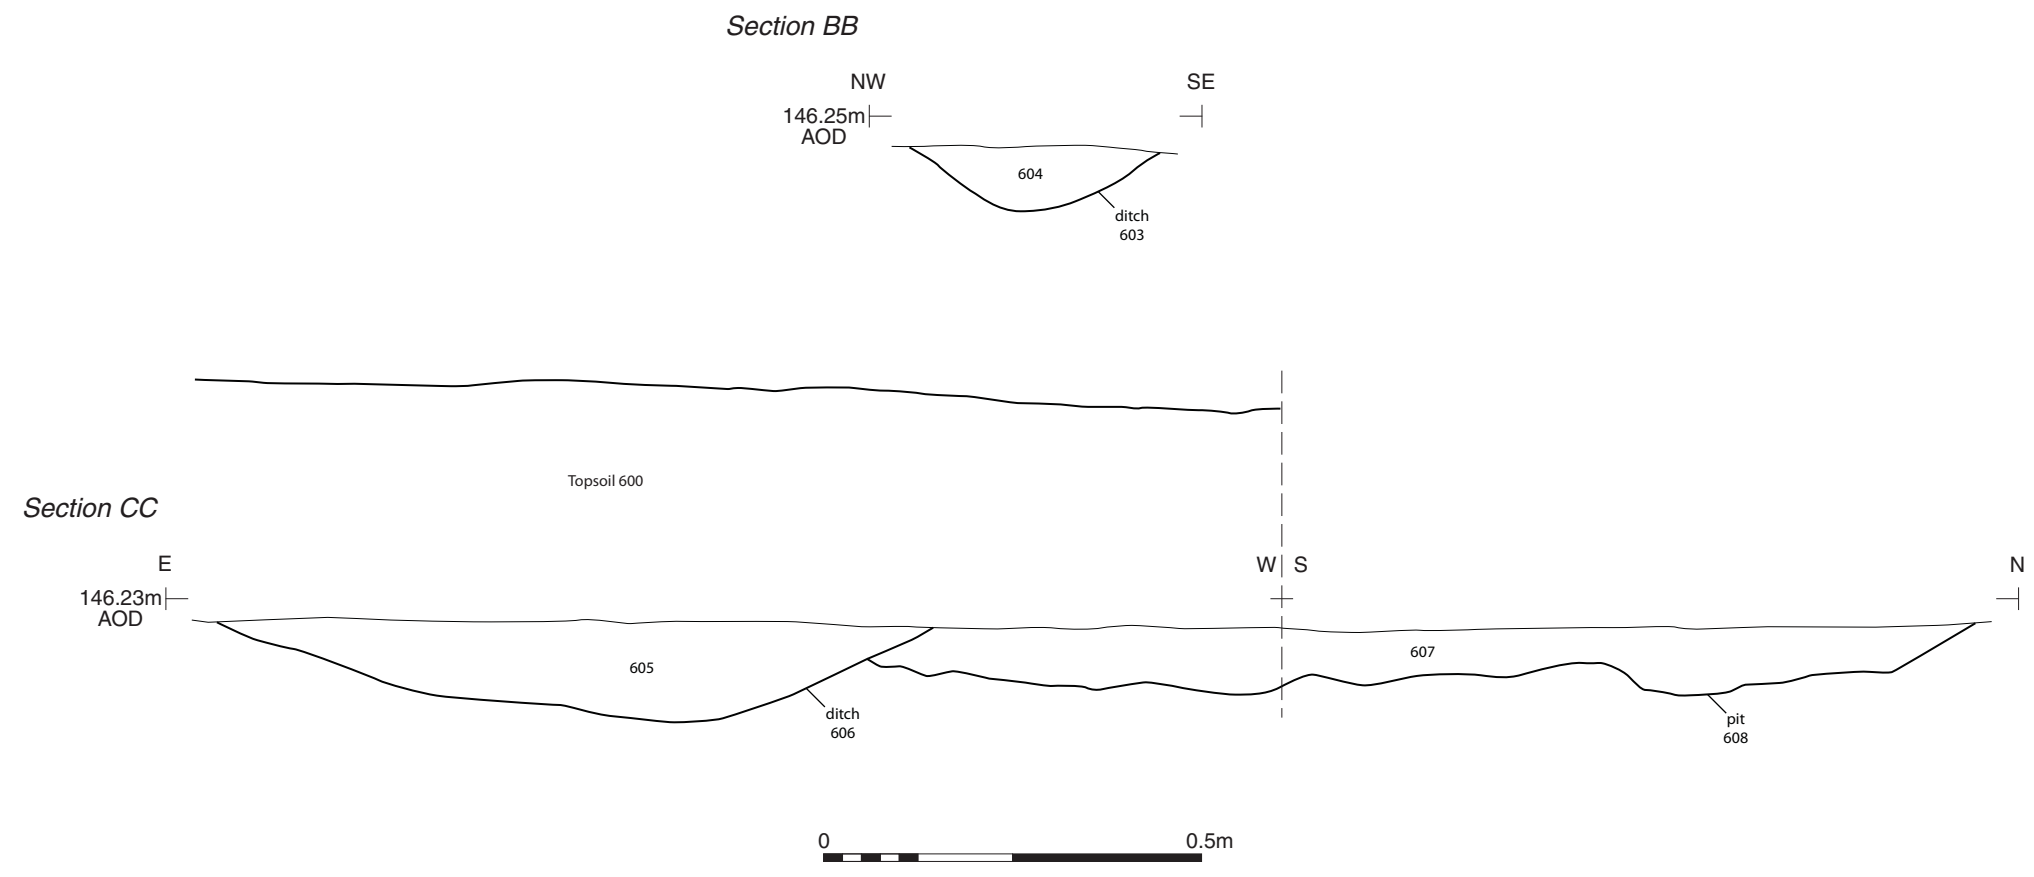 Section BB
NW SE
146.25m
AOD
604
ditch
603
Topsoil 600
Section CC
E W S N
146.23m
AOD
605
607
ditch
606
pit
608
0 0.5m